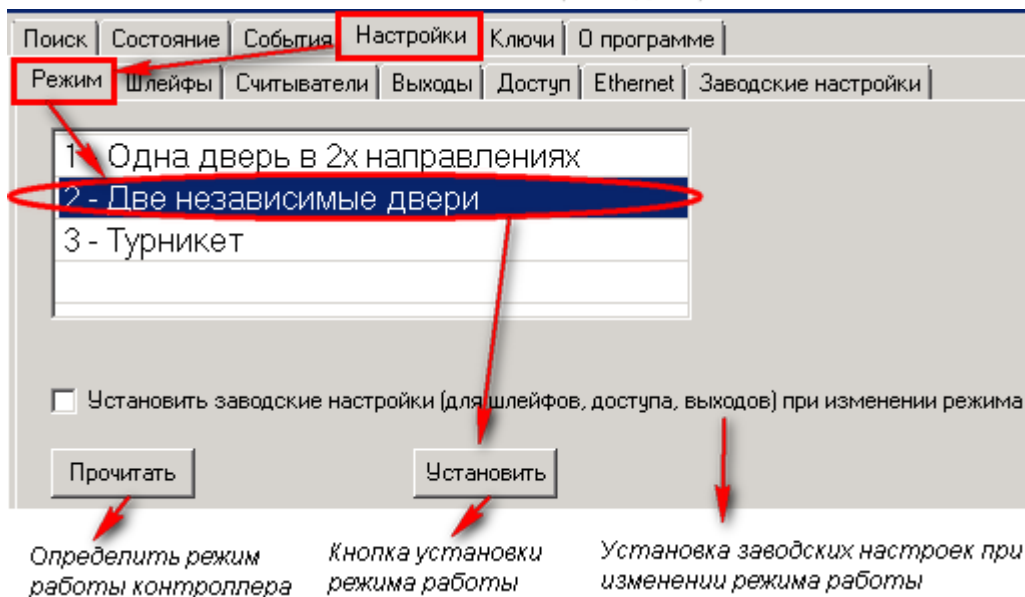 Поиск Состояние События Настройки Ключи О программе
Режим Шлейфы Считыватели Выходы Доступ Ethernet Заводские настройки
1 - Одна дверь в 2х направлениях
2 - Две независимые двери
3 - Турникет
Установить заводские настройки (для шлейфов, доступа, выходов) при изменении режима
Прочитать Установить
Определить режим работы контроллера
Кнопка установки режима работы
Установка заводских настроек при изменении режима работы